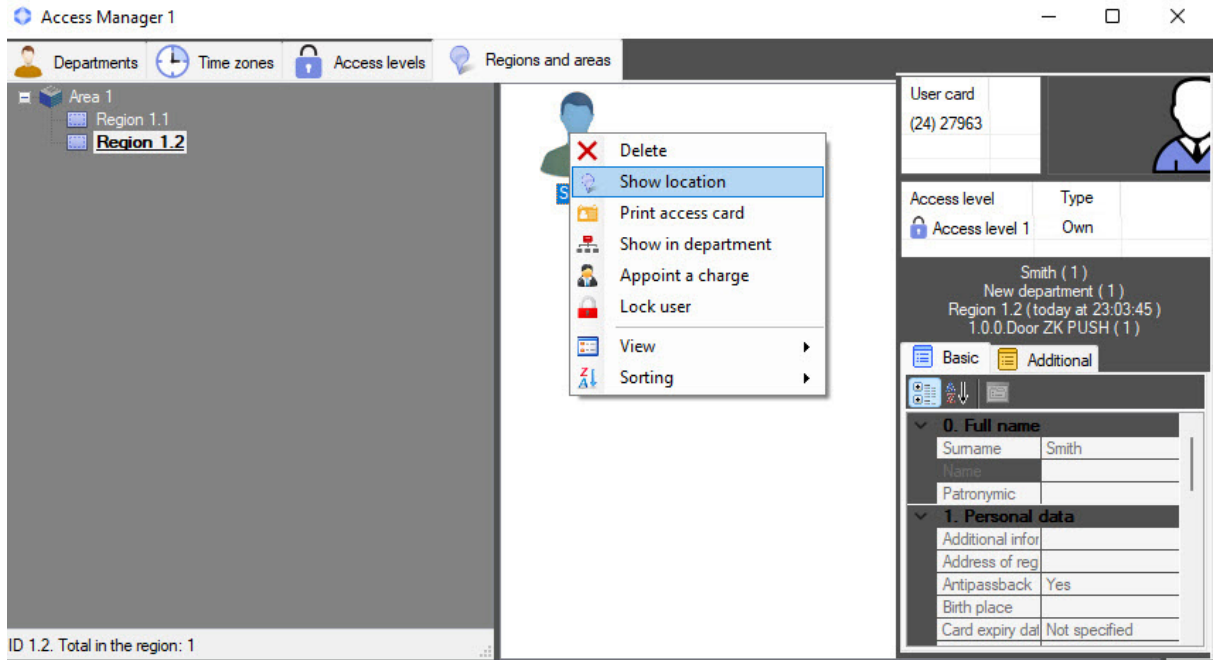 Access Manager 1
Departments Time zones Access levels Regions and areas
Area 1
Region 1.1
Region 1.2
ID 1.2. Total in the region: 1
S
Delete
Show location
Print access card
Show in department
Appoint a charge
Lock user
View
Sorting
User card
(24) 27963
Access level Type
Access level 1 Own
Smith ( 1 )
New department ( 1 )
Region 1.2 ( today at 23:03:45 )
1.0.0.Door ZK PUSH ( 1 )
Basic Additional
0. Full name
Surname Smith
Name
Patronymic
1. Personal data
Additional infor
Address of reg
Antipassback Yes
Birth place
Card expiry dat Not specified